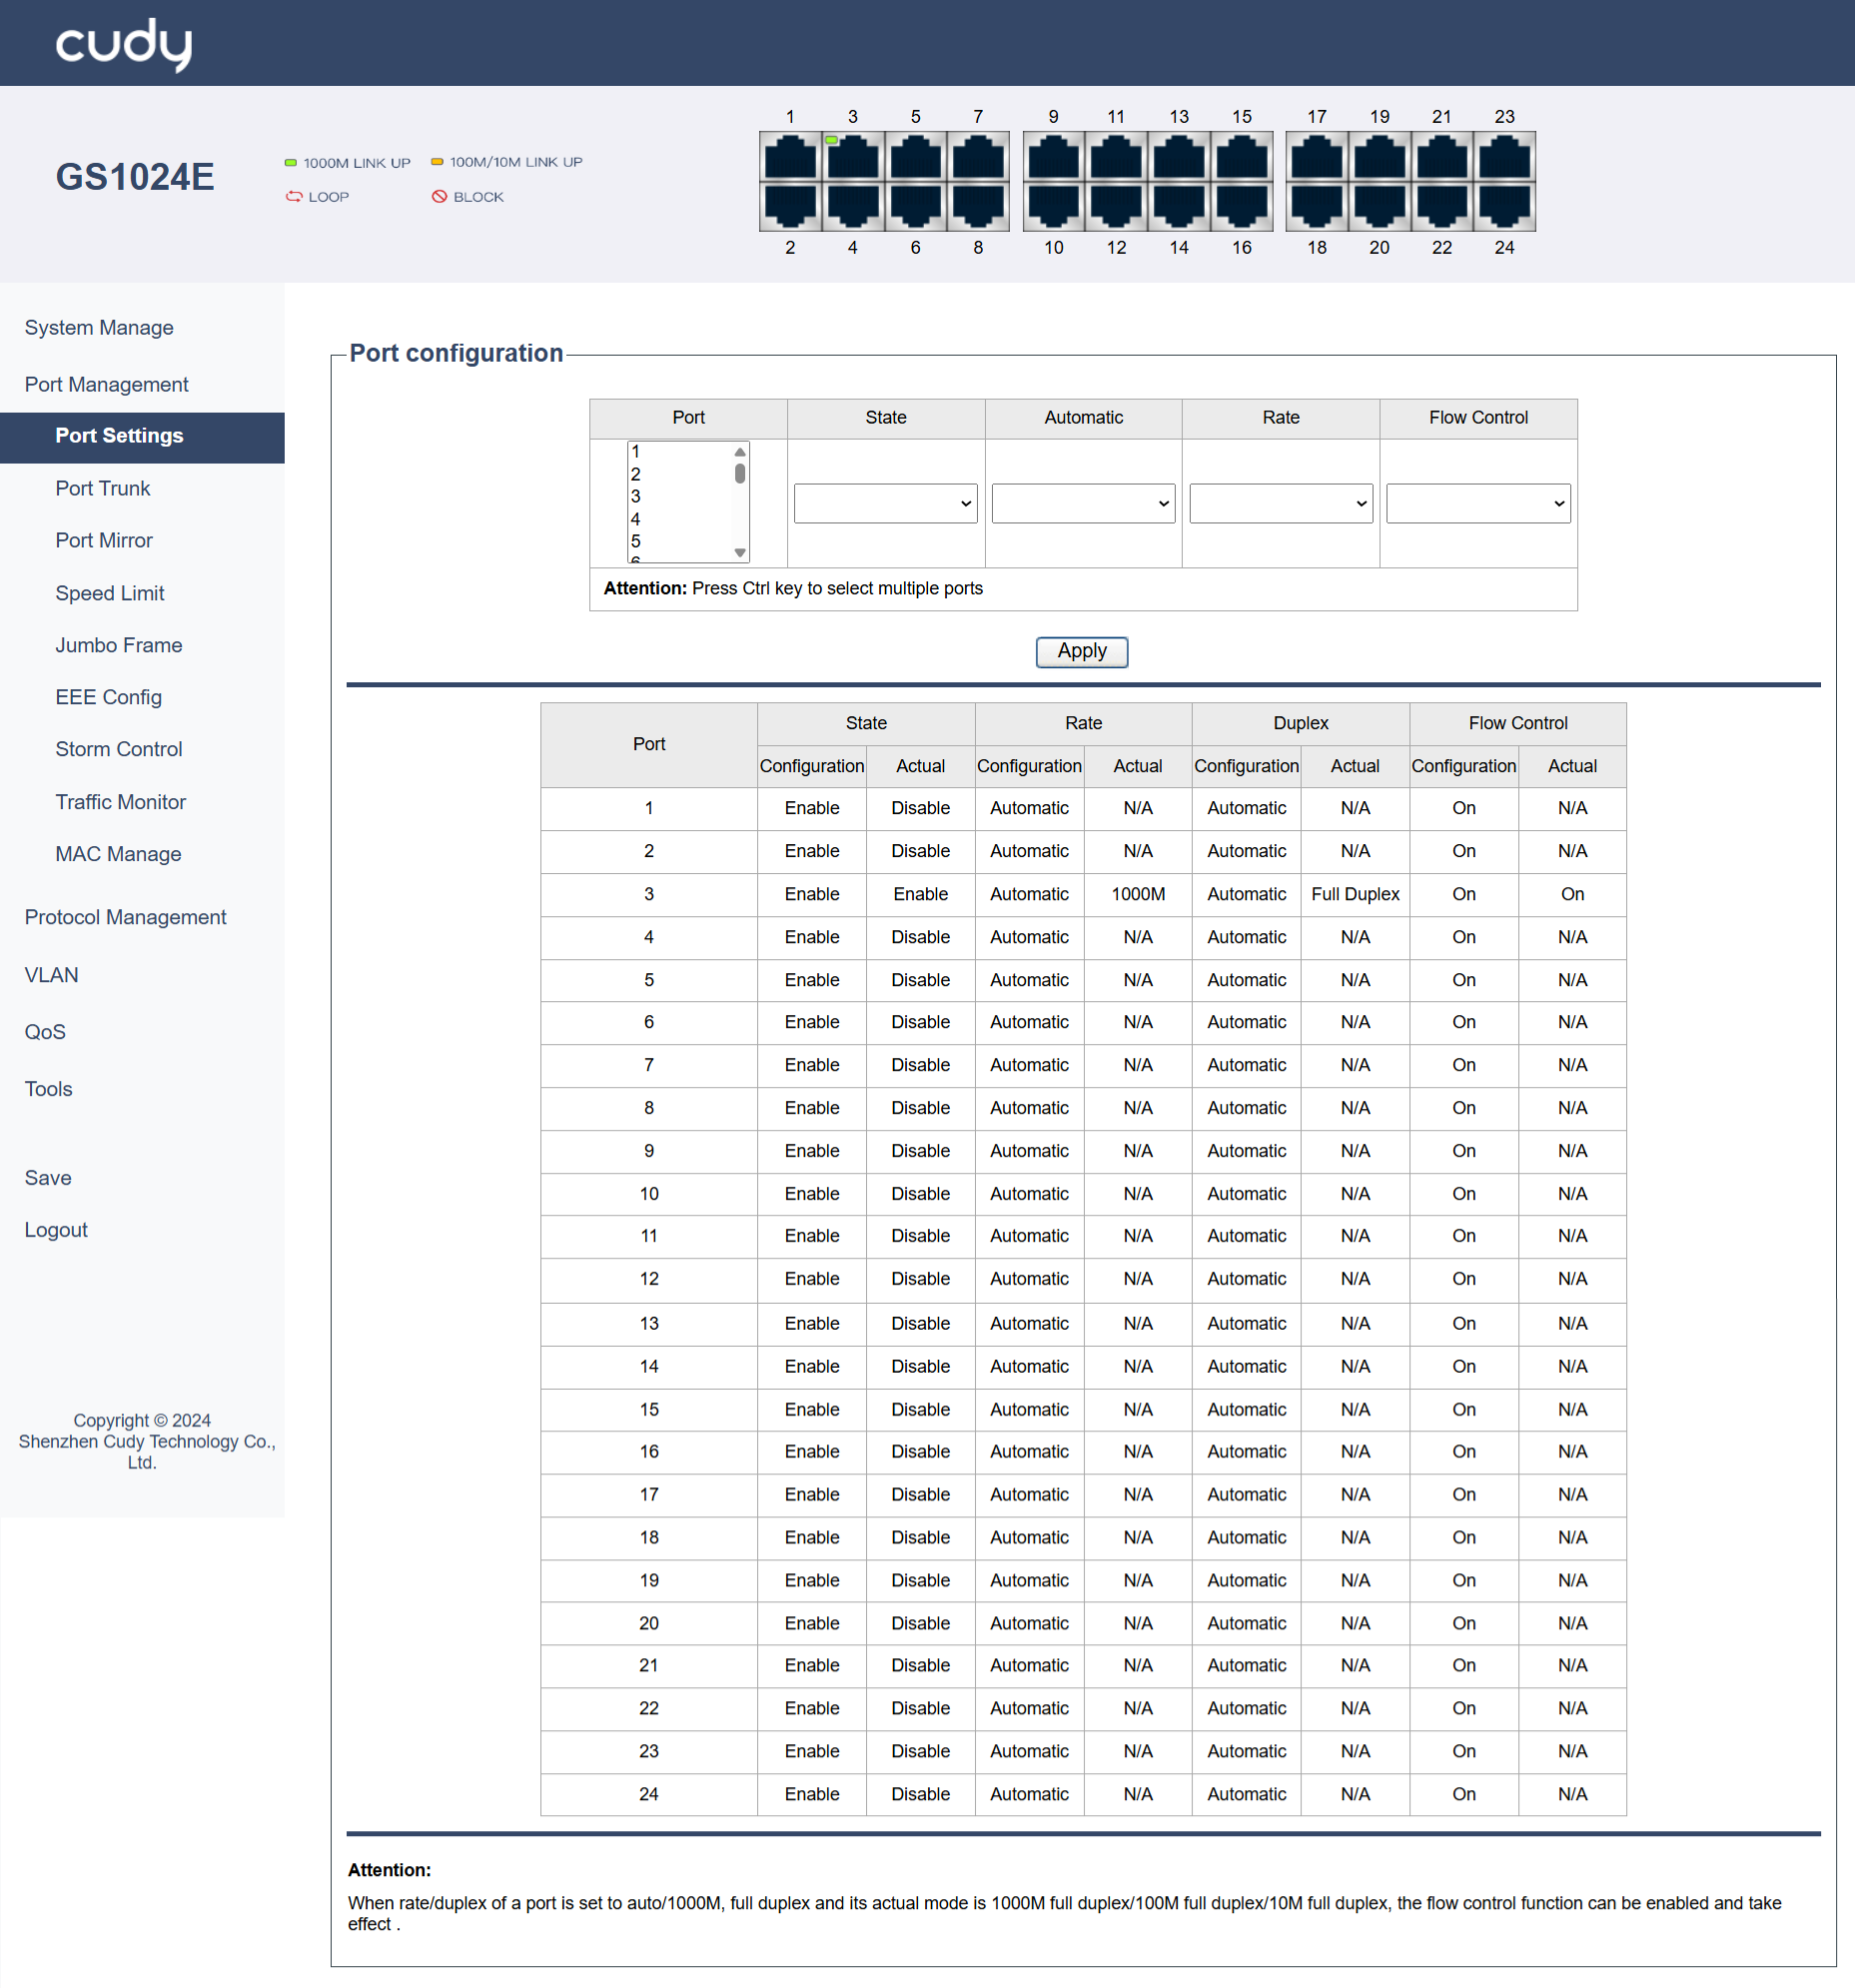 cudy
GS1024E
1000M LINK UP 100M/10M LINK UP
LOOP BLOCK
1 3 5 7 9 11 13 15 17 19 21 23
2 4 6 8 10 12 14 16 18 20 22 24
System Manage
Port Management
Port Settings
Port Trunk
Port Mirror
Speed Limit
Jumbo Frame
EEE Config
Storm Control
Traffic Monitor
MAC Manage
Protocol Management
VLAN
QoS
Tools
Save
Logout
Copyright © 2024
Shenzhen Cudy Technology Co.,
Ltd.
Port configuration
Port State Automatic Rate Flow Control
1
2
3
4
5
6
Attention: Press Ctrl key to select multiple ports
Apply
Port State Rate Duplex Flow Control
Configuration Actual Configuration Actual Configuration Actual Configuration Actual
1 Enable Disable Automatic N/A Automatic N/A On N/A
2 Enable Disable Automatic N/A Automatic N/A On N/A
3 Enable Enable Automatic 1000M Automatic Full Duplex On On
4 Enable Disable Automatic N/A Automatic N/A On N/A
5 Enable Disable Automatic N/A Automatic N/A On N/A
6 Enable Disable Automatic N/A Automatic N/A On N/A
7 Enable Disable Automatic N/A Automatic N/A On N/A
8 Enable Disable Automatic N/A Automatic N/A On N/A
9 Enable Disable Automatic N/A Automatic N/A On N/A
10 Enable Disable Automatic N/A Automatic N/A On N/A
11 Enable Disable Automatic N/A Automatic N/A On N/A
12 Enable Disable Automatic N/A Automatic N/A On N/A
13 Enable Disable Automatic N/A Automatic N/A On N/A
14 Enable Disable Automatic N/A Automatic N/A On N/A
15 Enable Disable Automatic N/A Automatic N/A On N/A
16 Enable Disable Automatic N/A Automatic N/A On N/A
17 Enable Disable Automatic N/A Automatic N/A On N/A
18 Enable Disable Automatic N/A Automatic N/A On N/A
19 Enable Disable Automatic N/A Automatic N/A On N/A
20 Enable Disable Automatic N/A Automatic N/A On N/A
21 Enable Disable Automatic N/A Automatic N/A On N/A
22 Enable Disable Automatic N/A Automatic N/A On N/A
23 Enable Disable Automatic N/A Automatic N/A On N/A
24 Enable Disable Automatic N/A Automatic N/A On N/A
Attention:
When rate/duplex of a port is set to auto/1000M, full duplex and its actual mode is 1000M full duplex/100M full duplex/10M full duplex, the flow control function can be enabled and take
effect .